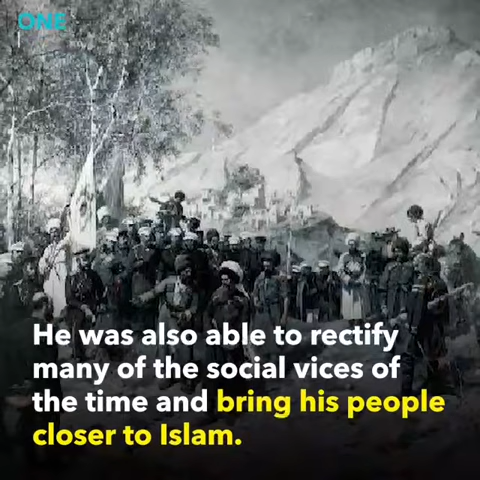 ONE
He was also able to rectify
many of the social vices of
the time and bring his people
closer to Islam.